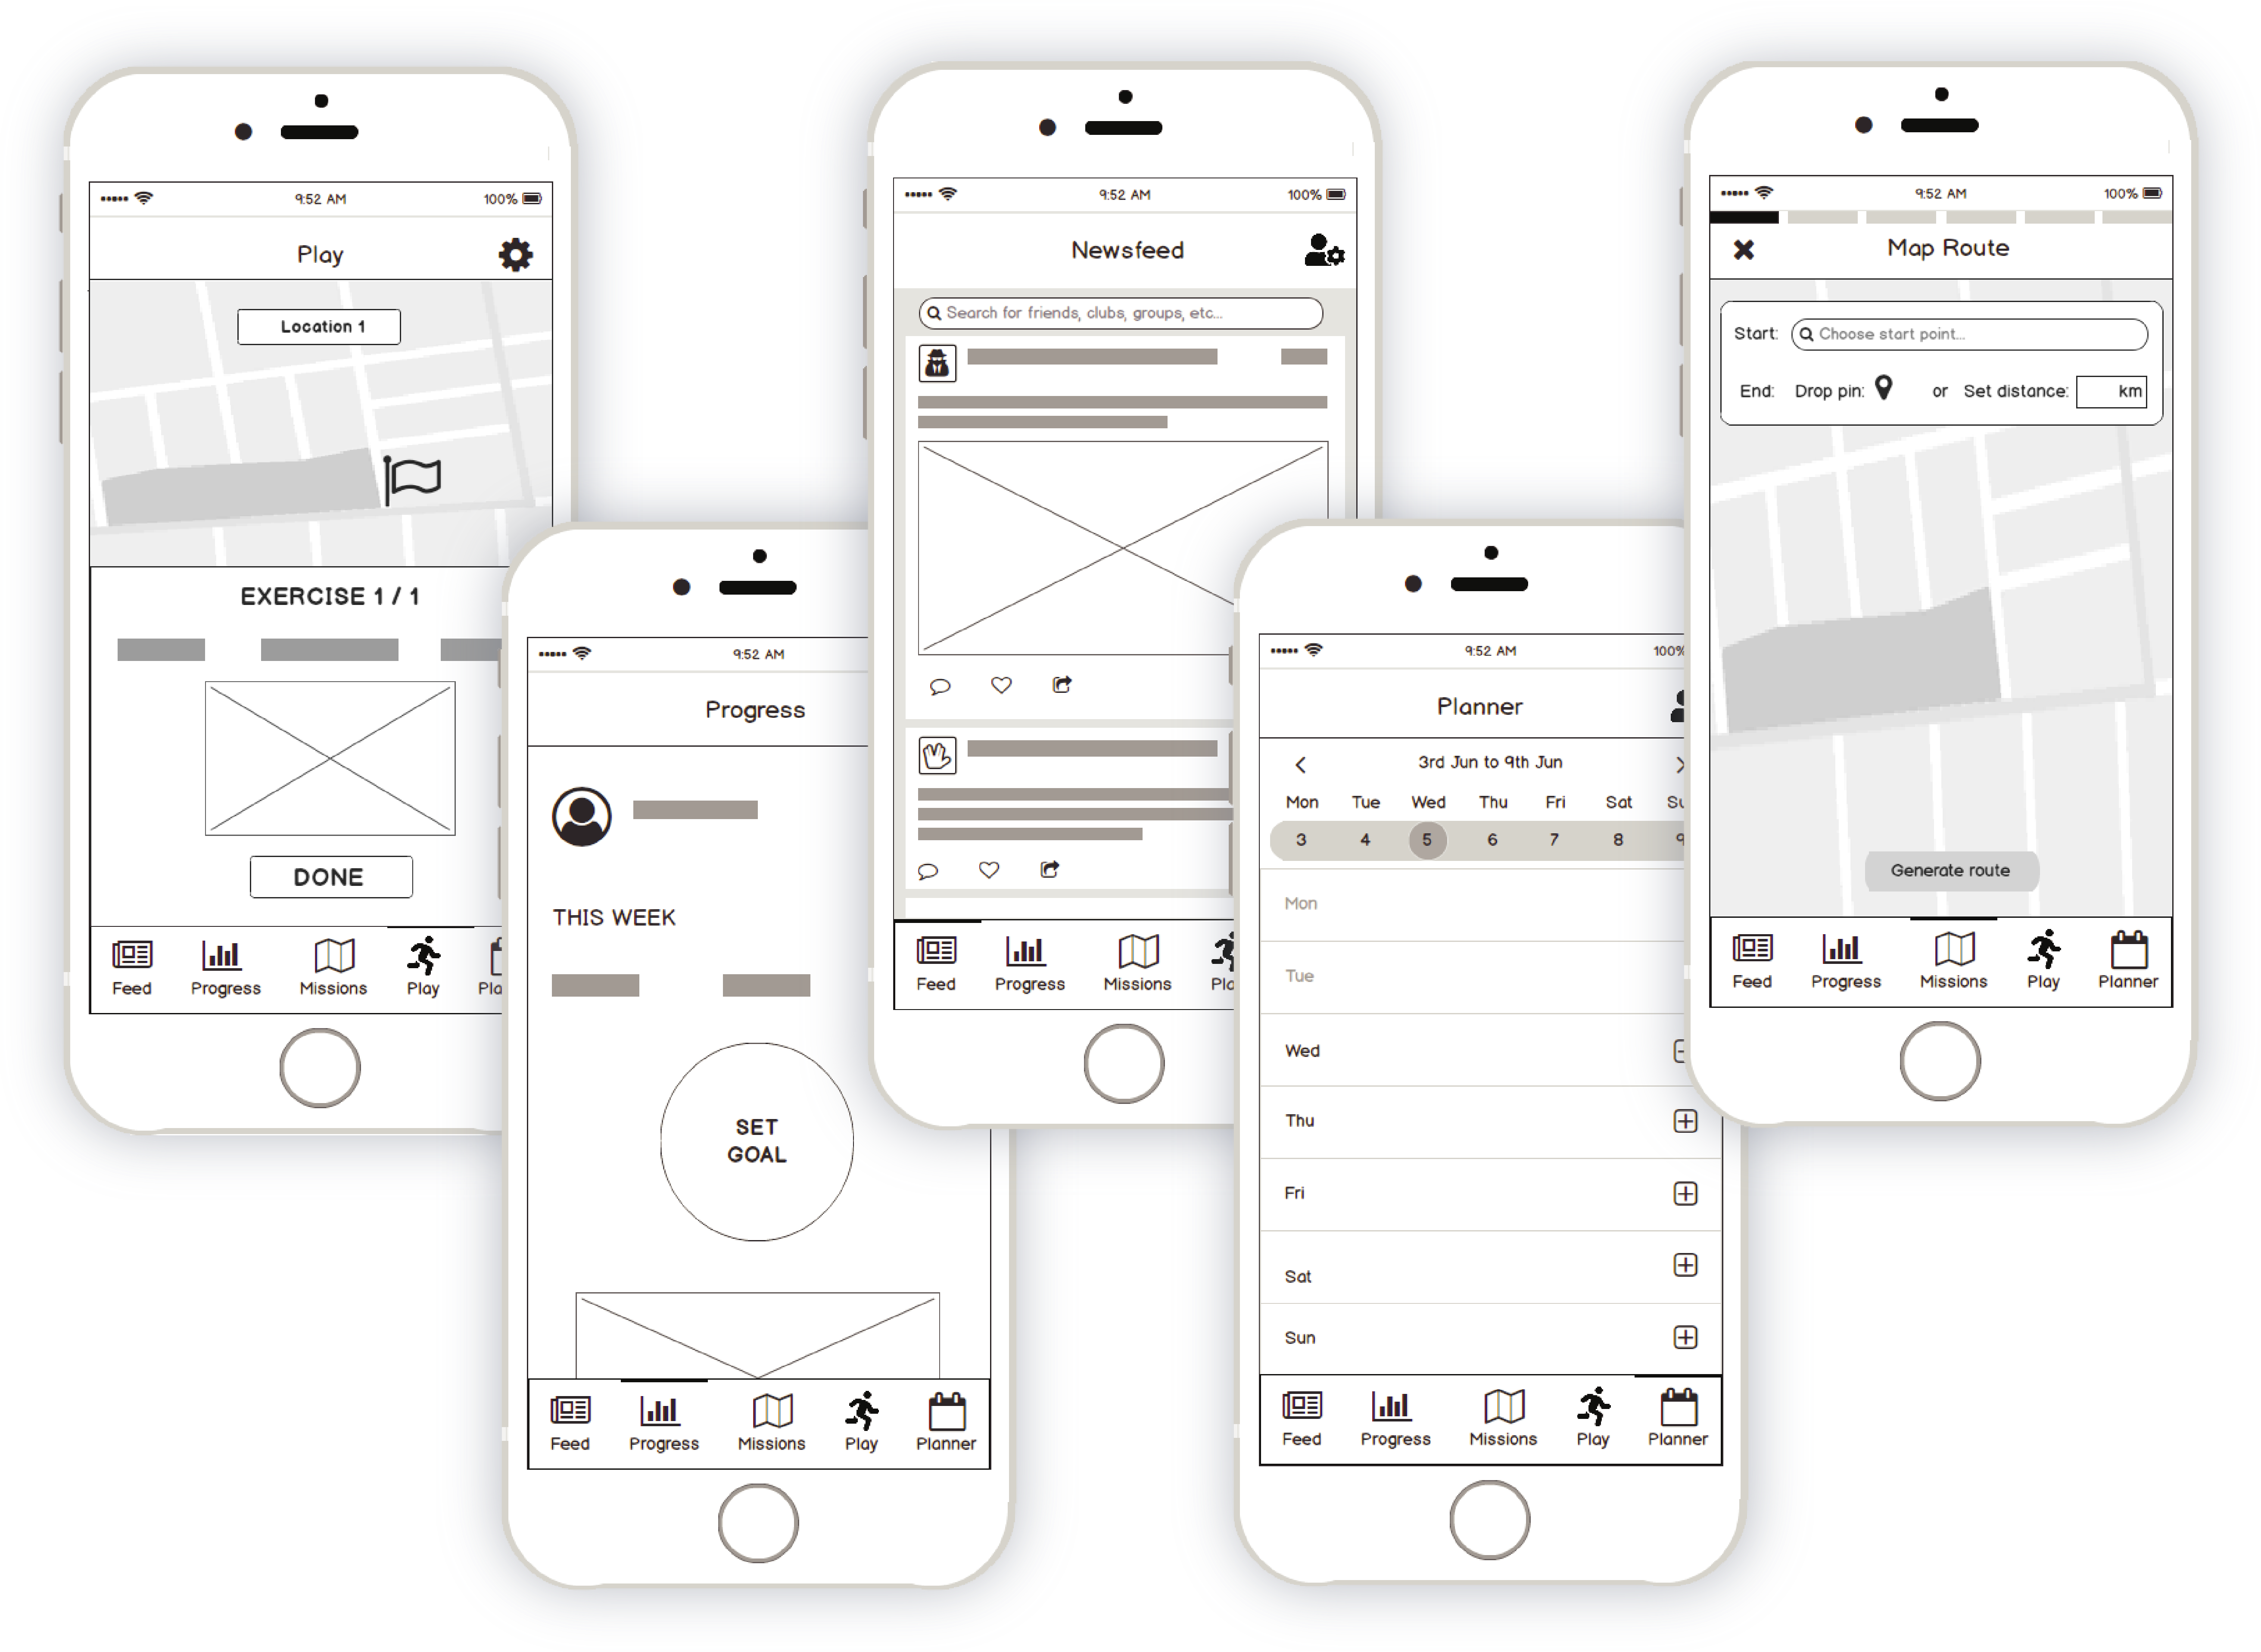 9:52 AM 100%
Play
Location 1
EXERCISE 1 / 1
DONE
Feed Progress Missions Play
9:52 AM
Progress
THIS WEEK
SET
GOAL
Feed Progress Missions Play Planner
9:52 AM 100%
Newsfeed
Search for friends, clubs, groups, etc...
Feed Progress Missions
9:52 AM 100%
Planner
3rd Jun to 9th Jun
Mon Tue Wed Thu Fri Sat
3 4 5 6 7 8 9
Mon
Tue
Wed
Thu
Fri
Sat
Sun
Feed Progress Missions Play Planner
9:52 AM 100%
Map Route
Start: Choose start point...
End: Drop pin: or Set distance: km
Generate route
Feed Progress Missions Play Planner